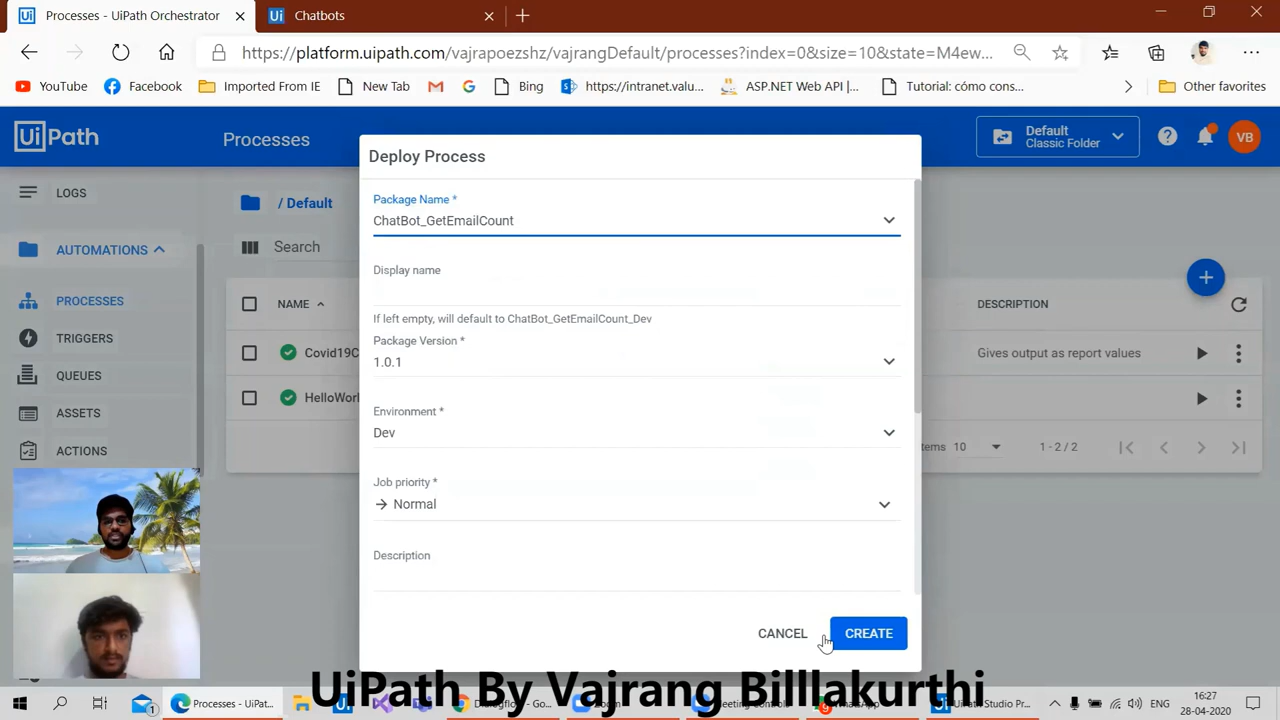 Processes - UiPath Orchestrator
Chatbots
https://platform.uipath.com/vajrapoezshz/vajrangDefault/processes?index=0&size=10&state=M4ew...
YouTube
Facebook
Imported From IE
New Tab
Bing
https://intranet.valu...
ASP.NET Web API |...
Tutorial: cómo cons...
Other favorites
UiPath
Processes
Default
Classic Folder
VB
LOGS
AUTOMATIONS
PROCESSES
TRIGGERS
QUEUES
ASSETS
ACTIONS
/ Default
Search
NAME
DESCRIPTION
Covid19C
Gives output as report values
HelloWorl
tems 10
1 - 2 / 2
Deploy Process
Package Name *
ChatBot_GetEmailCount
Display name
If left empty, will default to ChatBot_GetEmailCount_Dev
Package Version *
1.0.1
Environment *
Dev
Job priority *
Normal
Description
CANCEL
CREATE
UiPath By Vajrang Billlakurthi
Processes - UiPat...
ENG
16:27
28-04-2020